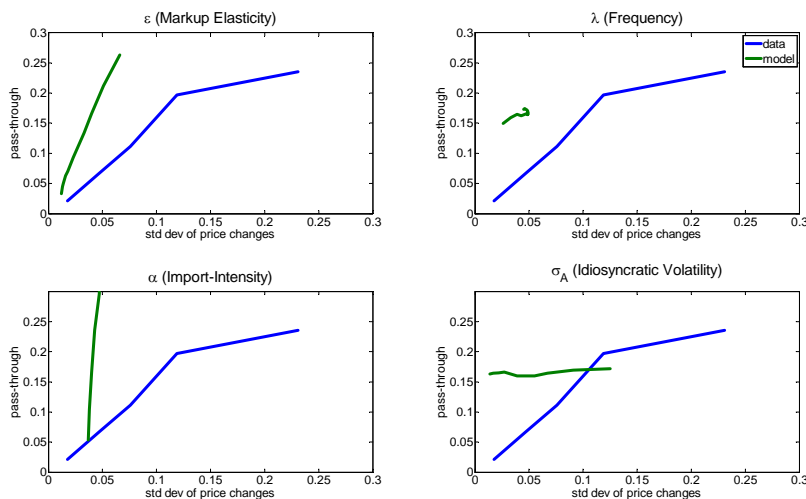 ε (Markup Elasticity)
0.3
0.25
0.2
0.15
0.1
0.05
0
pass-through
0 0.05 0.1 0.15 0.2 0.25 0.3
std dev of price changes
λ (Frequency)
data
model
0.3
0.25
0.2
0.15
0.1
0.05
0
pass-through
0 0.05 0.1 0.15 0.2 0.25 0.3
std dev of price changes
α (Import-Intensity)
0.25
0.2
0.15
0.1
0.05
0
pass-through
0 0.05 0.1 0.15 0.2 0.25 0.3
std dev of price changes
σA (Idiosyncratic Volatility)
0.25
0.2
0.15
0.1
0.05
0
pass-through
0 0.05 0.1 0.15 0.2 0.25 0.3
std dev of price changes